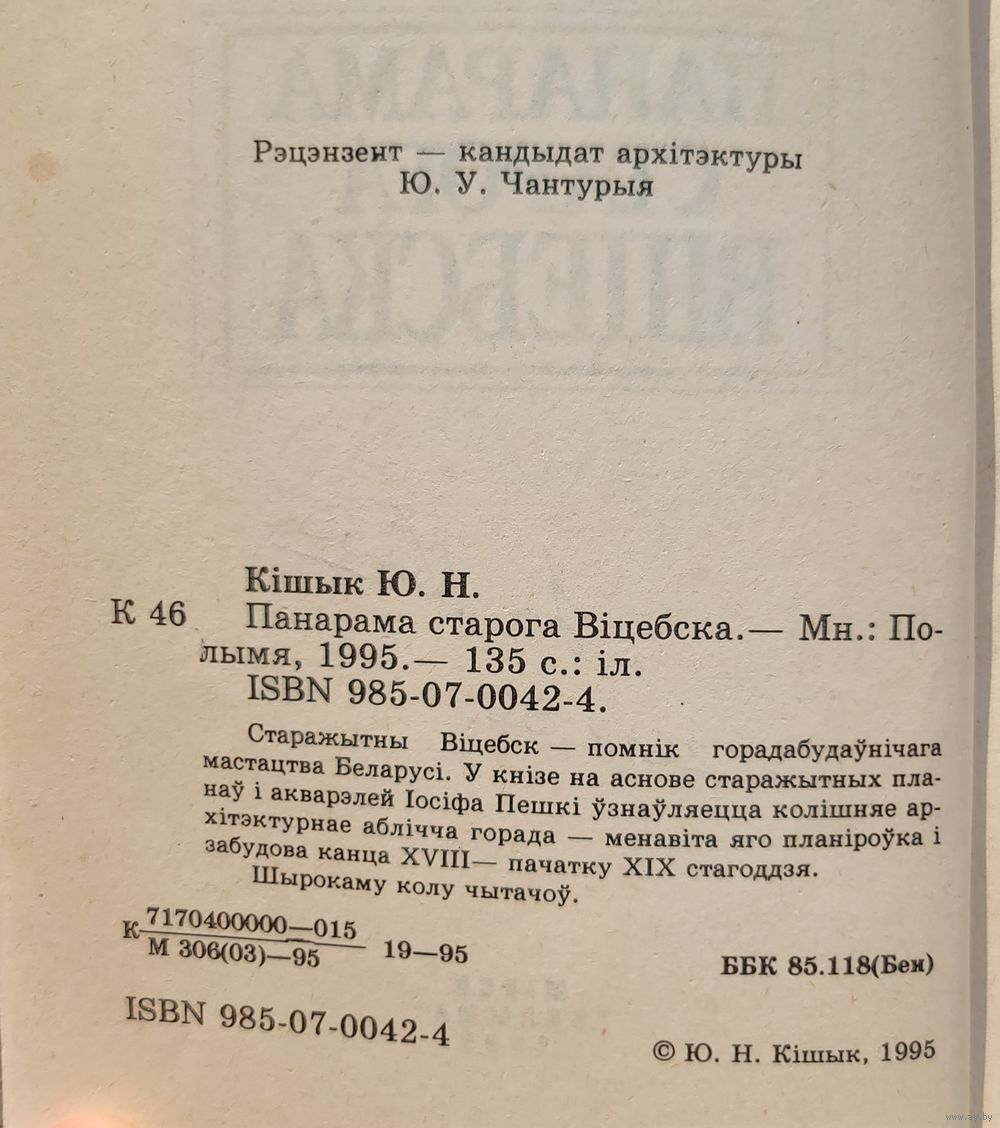 Рэцэнзент — кандыдат архітэктуры
Ю. У. Чантурыя
Кішык Ю. Н.
К 46 Панарама старога Віцебска.— Мн.: По-
лымя, 1995.— 135 с.: іл.
ISBN 985-07-0042-4.
Старажытны Віцебск — помнік горадабудаўнічага
мастацтва Беларусі. У кнізе на аснове старажытных пла-
наў і акварэлей Іосіфа Пешкі ўзнаўляецца колішняе ар-
хітэктурнае аблічча горада — менавіта яго планіроўка і
забудова канца XVIII— пачатку XIX стагоддзя.
Шырокаму колу чытачоў.
К 7170400000—015
М 306(03)—95 19—95
ББК 85.118(Бен)
ISBN 985-07-0042-4
© Ю. Н. Кішык, 1995
www.ay.by